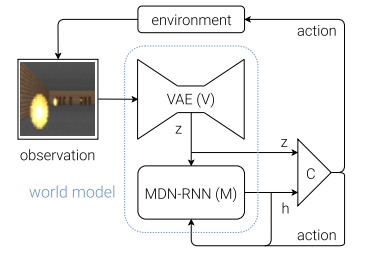 environment
action
VAE (V)
z
z
observation
C
world model
MDN-RNN (M)
h
action